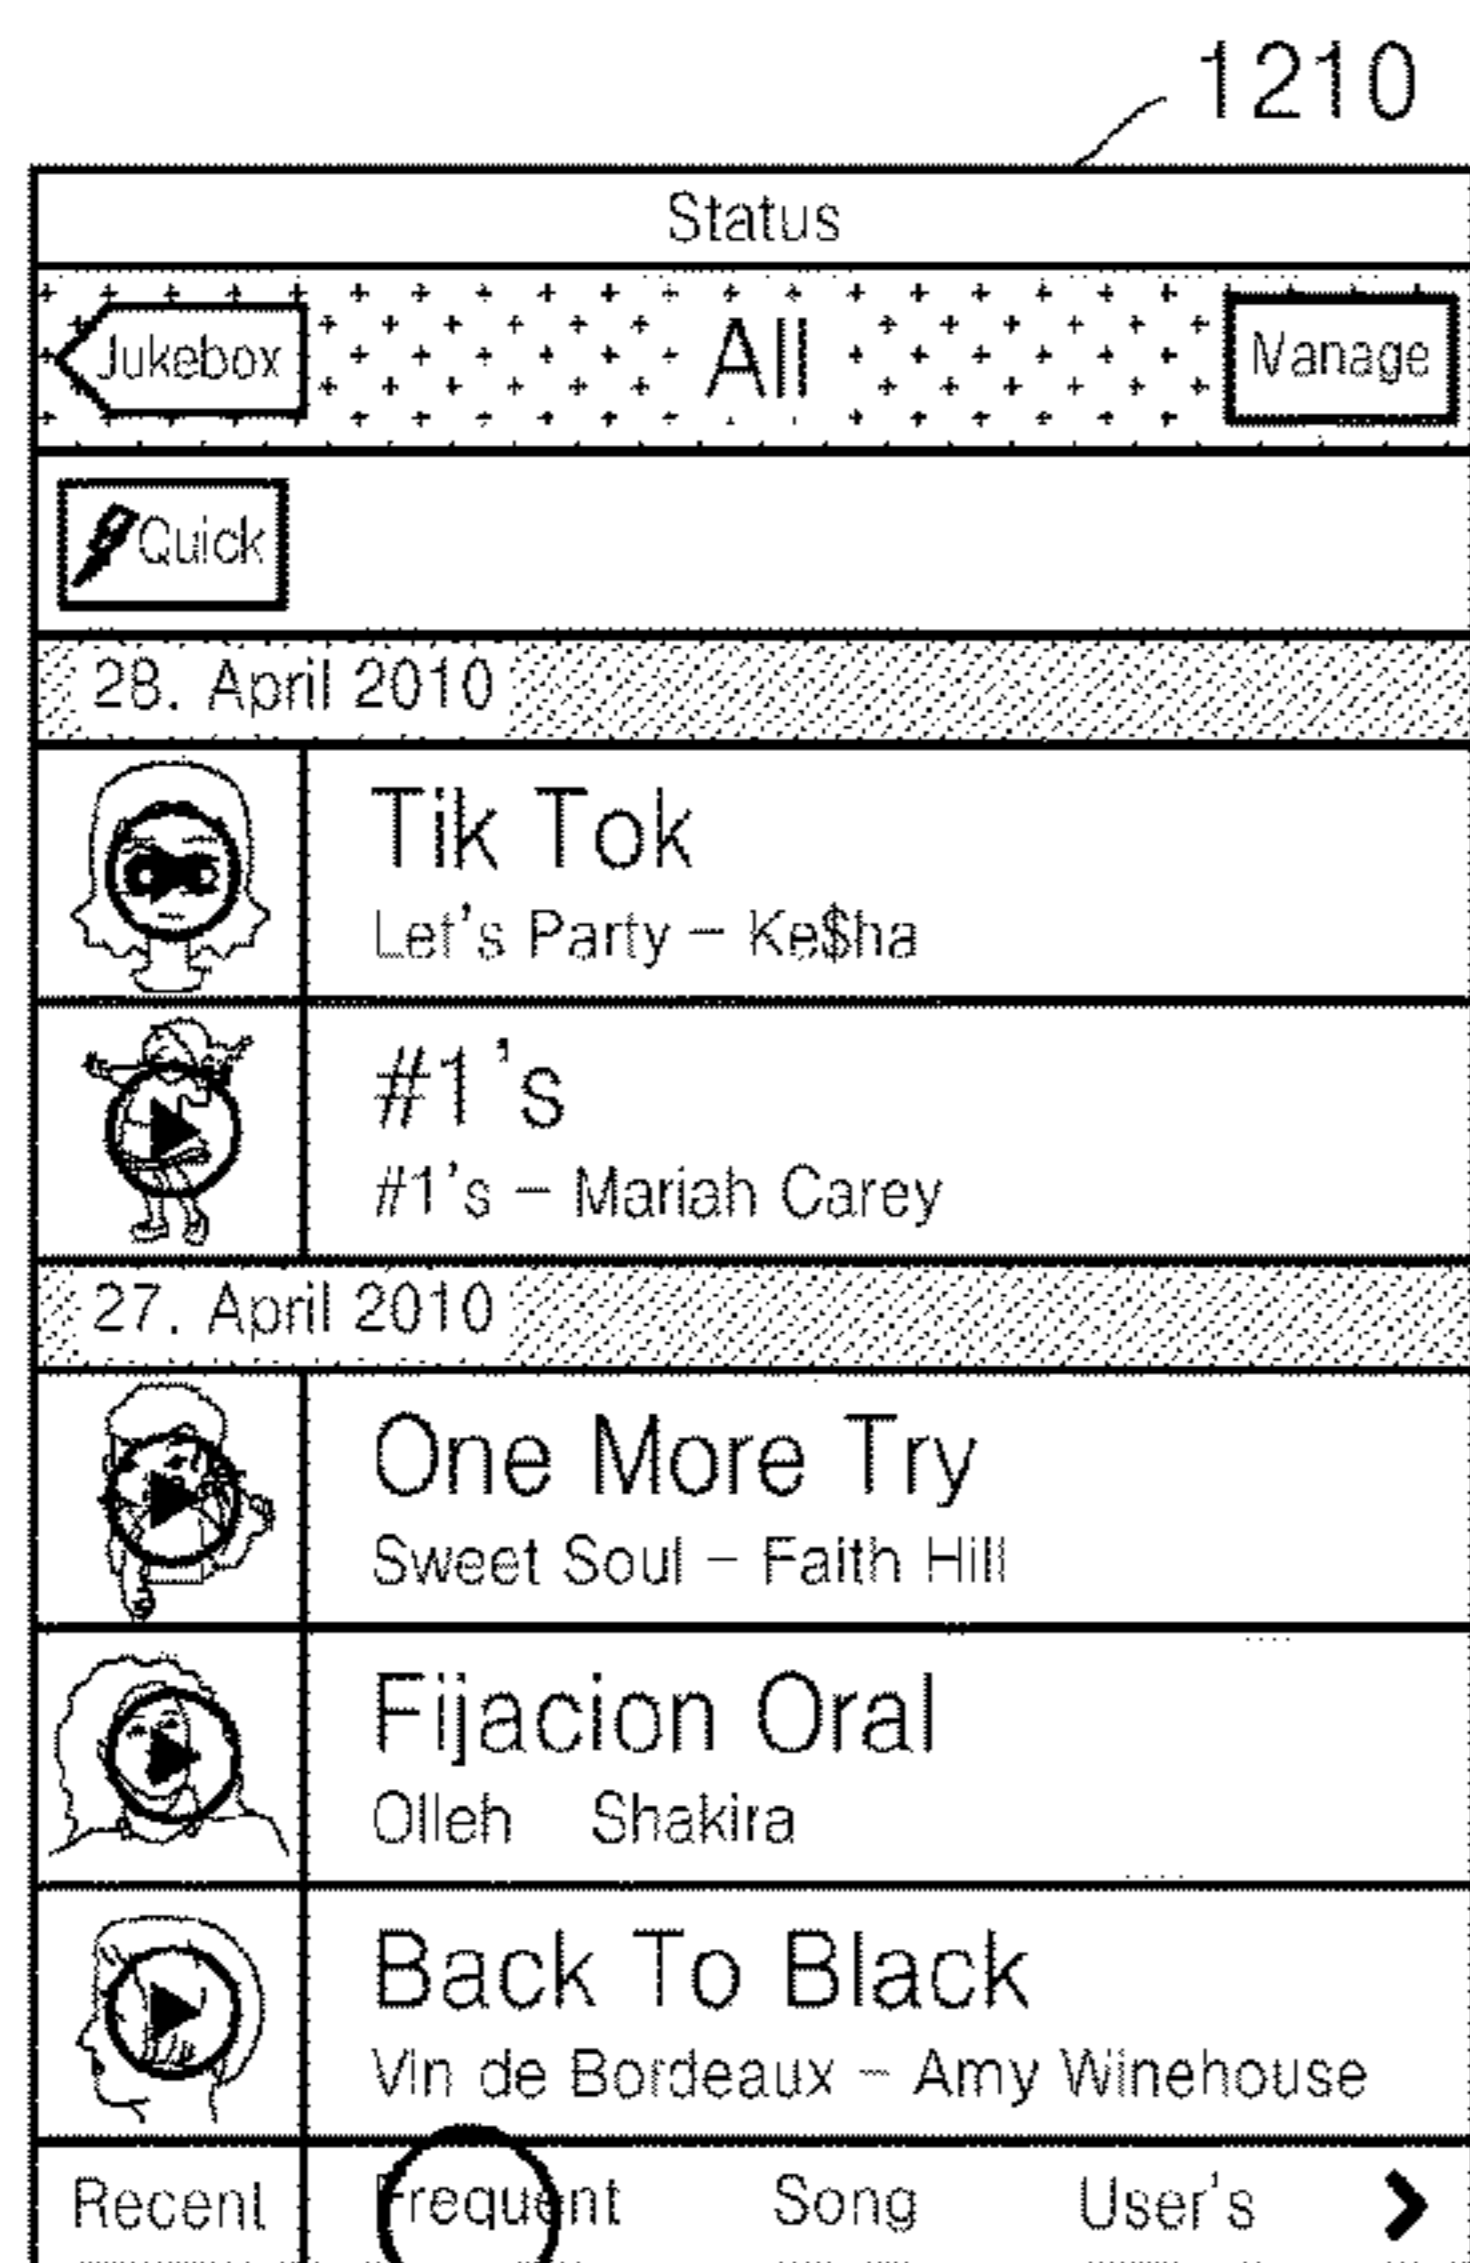 1210
Status
Jukebox All Manage
Quick
28. April 2010
Tik Tok
Let's Party – Ke$ha
#1's
#1's – Mariah Carey
27. April 2010
One More Try
Sweet Soul – Faith Hill
Fijacion Oral
Olleh Shakira
Back To Black
Vin de Bordeaux – Amy Winehouse
Recent Frequent Song User's